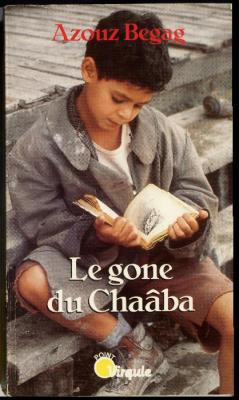 Azouz Begag
Le gone
du Chaâba
POINT
Virgule